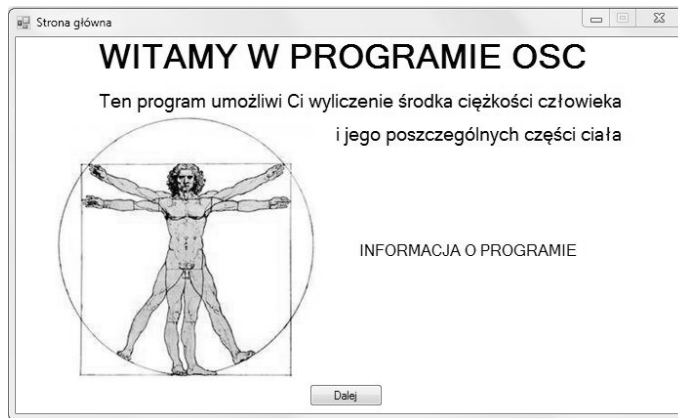 Strona główna
WITAMY W PROGRAMIE OSC
Ten program umożliwi Ci wyliczenie środka ciężkości człowieka
i jego poszczególnych części ciała
INFORMACJA O PROGRAMIE
Dalej